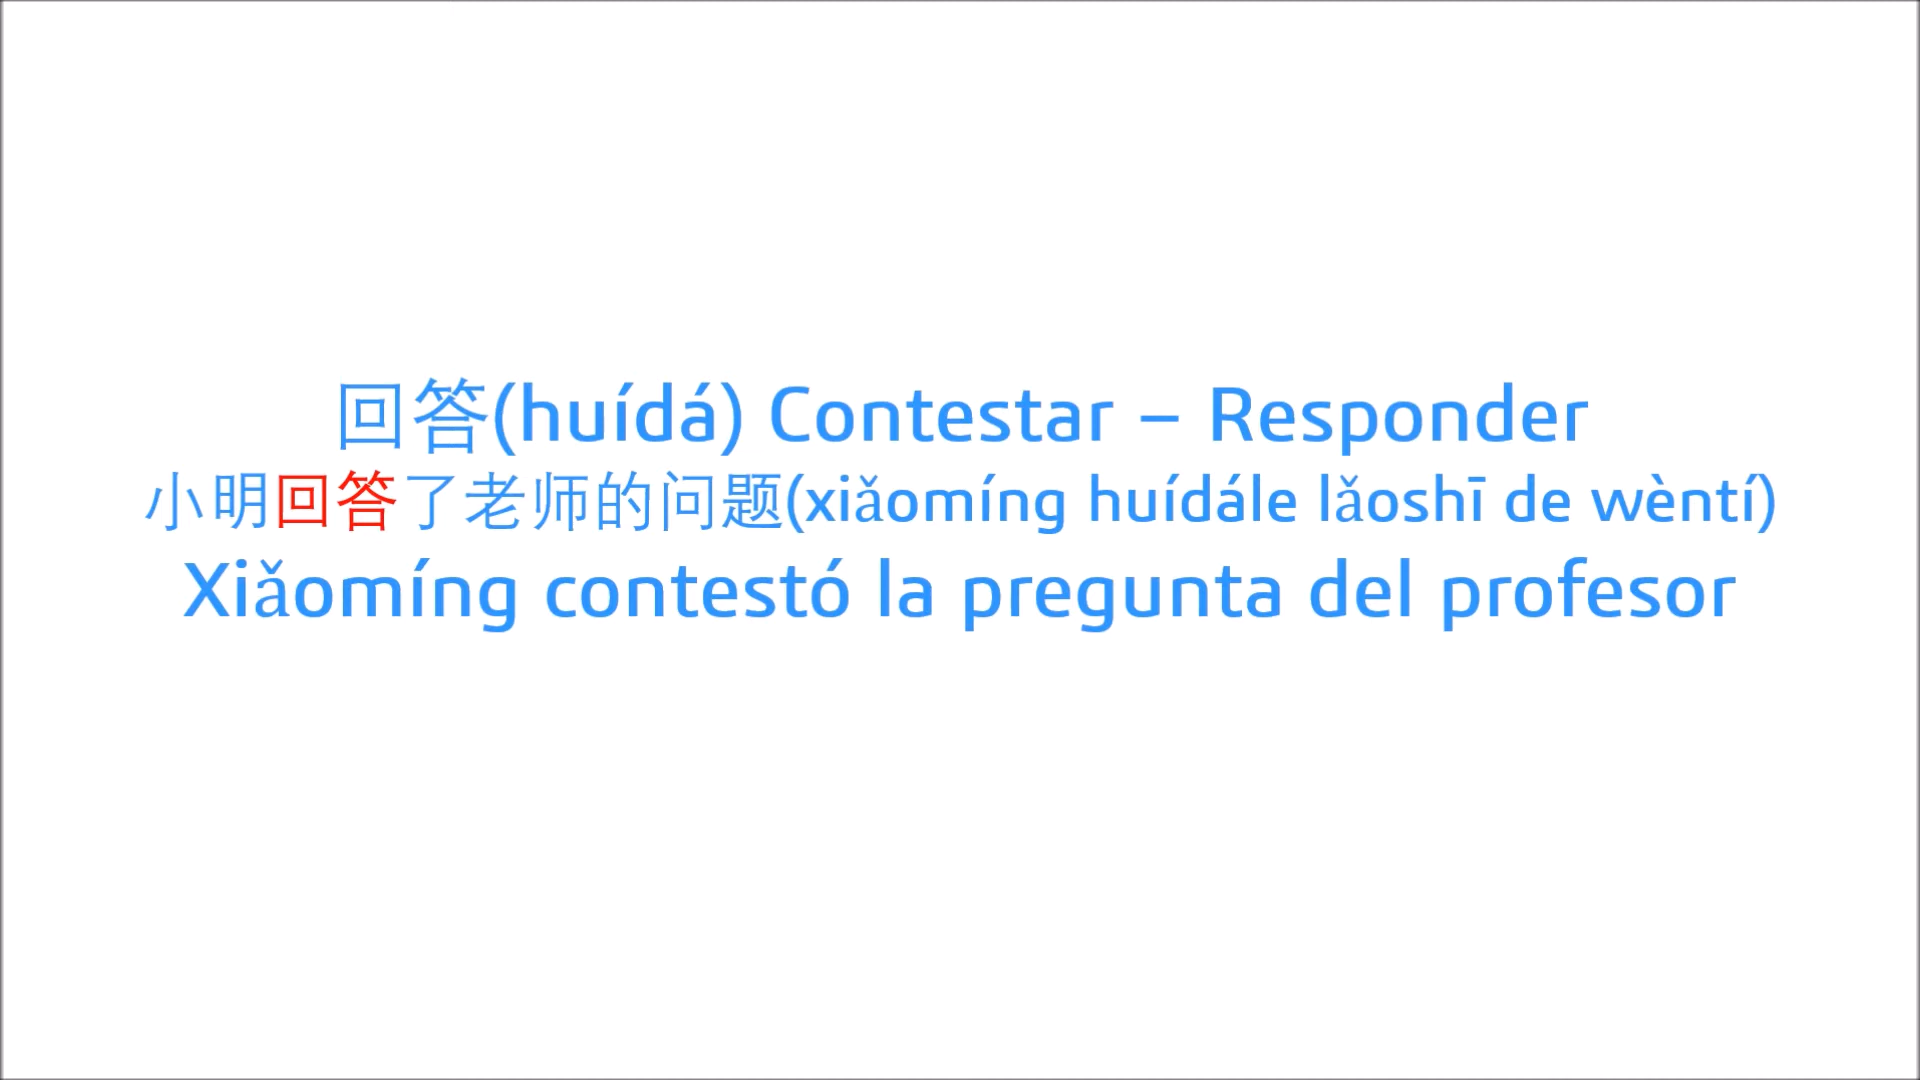 回答(huídá) Contestar – Responder
小明回答了老师的问题(xiǎomíng huídále lǎoshī de wèntí)
Xiǎomíng contestó la pregunta del profesor